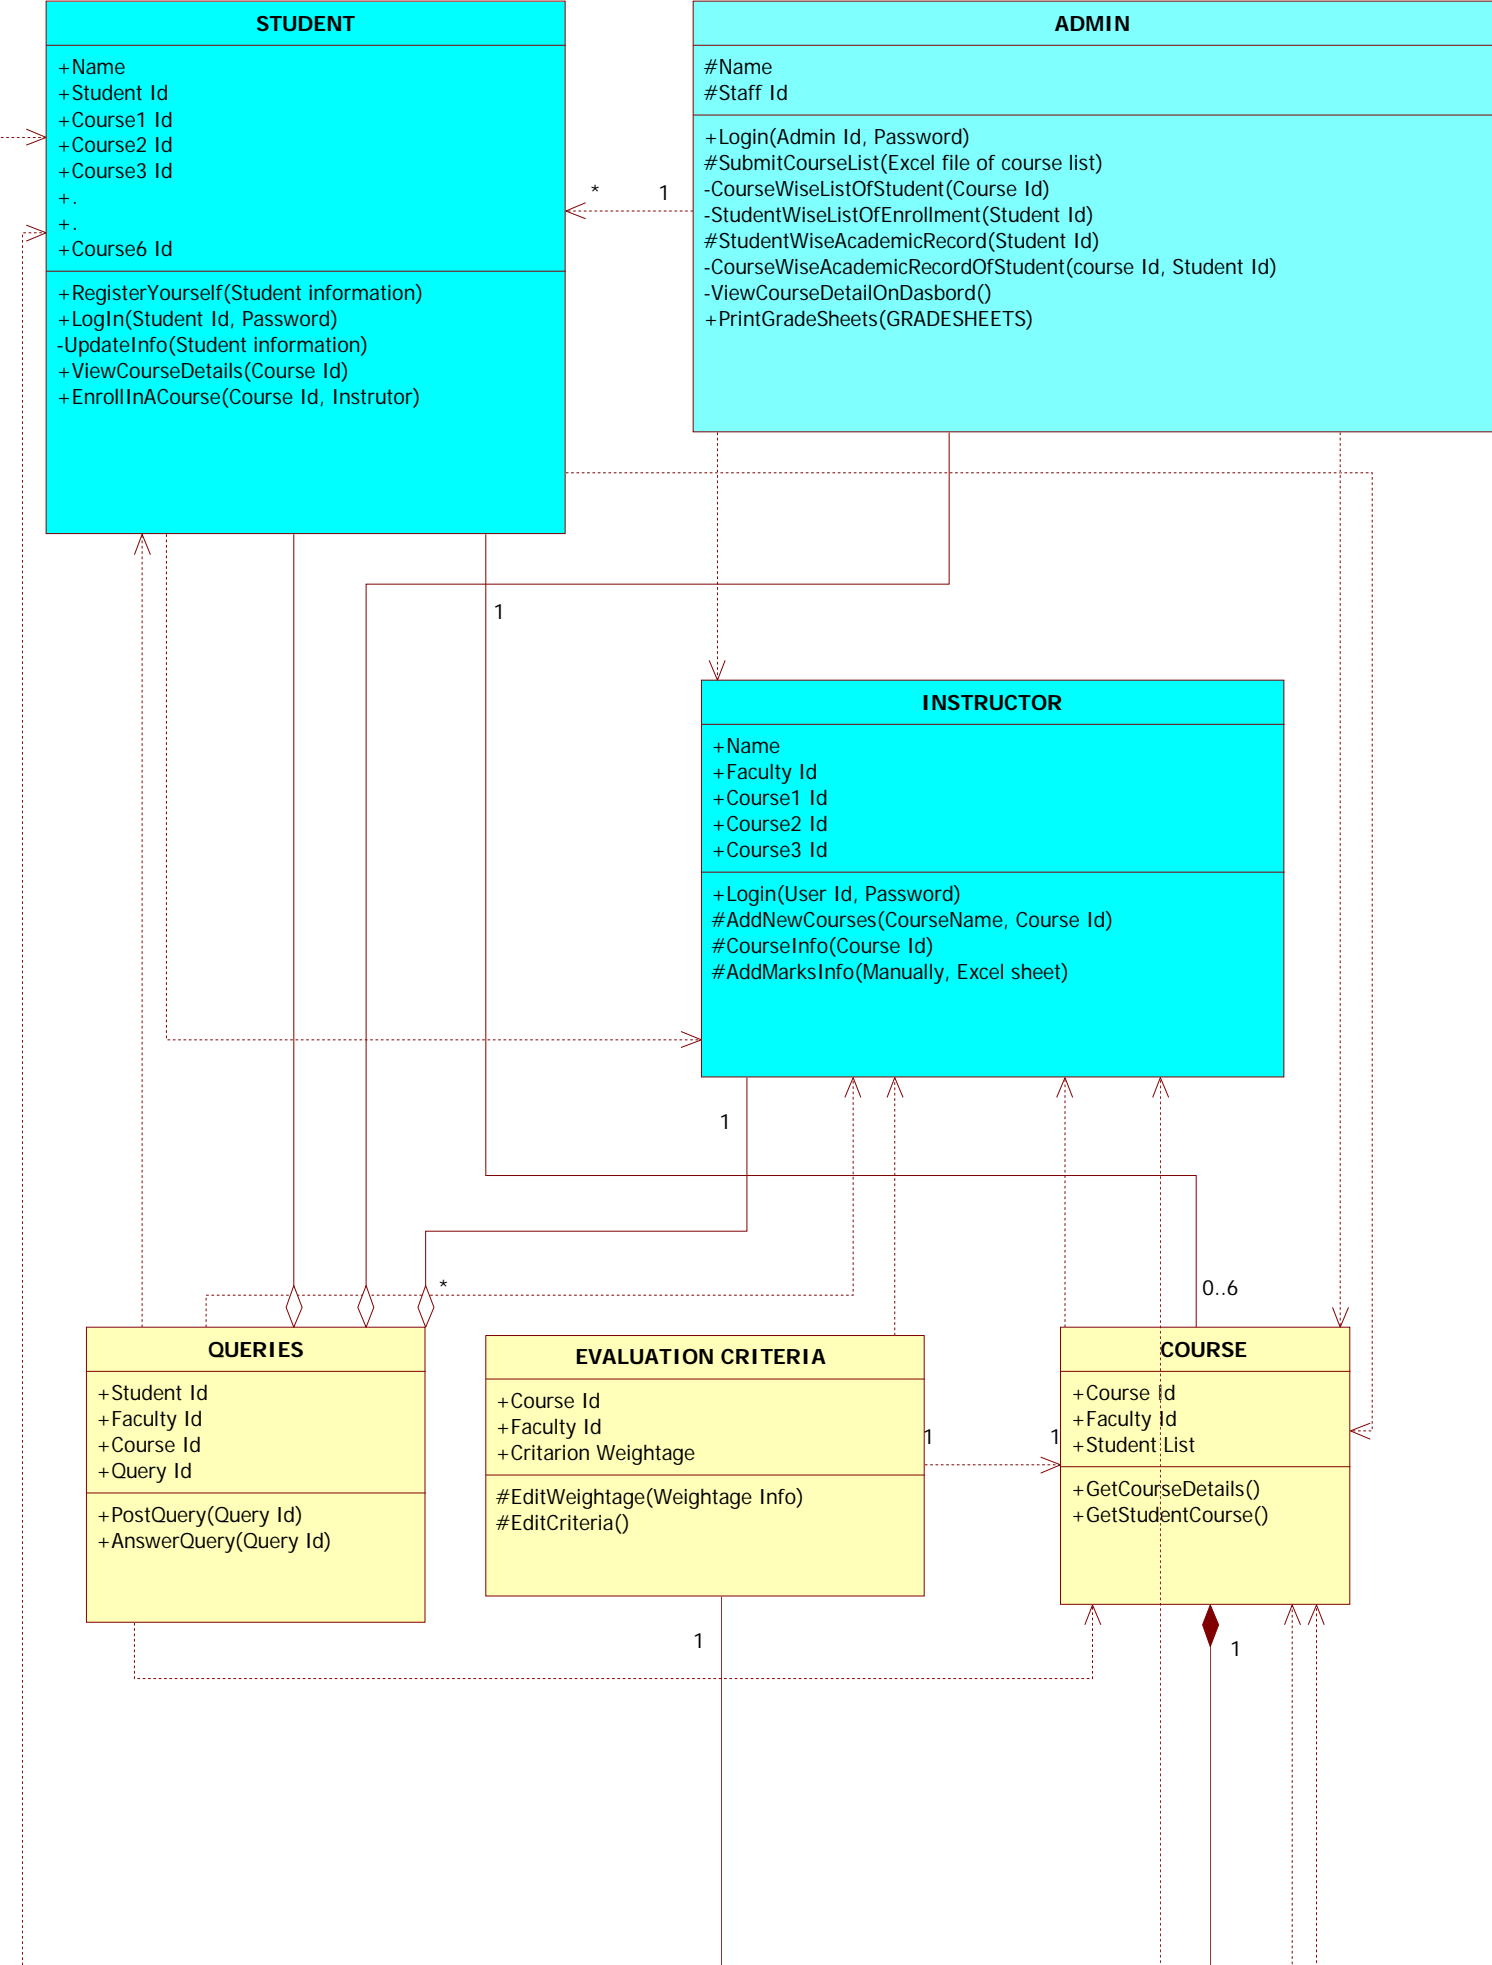 STUDENT
+Name
+Student Id
+Course1 Id
+Course2 Id
+Course3 Id
+.
+.
+Course6 Id
+RegisterYourself(Student information)
+LogIn(Student Id, Password)
-UpdateInfo(Student information)
+ViewCourseDetails(Course Id)
+EnrollInACourse(Course Id, Instrutor)
* 1
ADMIN
#Name
#Staff Id
+Login(Admin Id, Password)
#SubmitCourseList(Excel file of course list)
-CourseWiseListOfStudent(Course Id)
-StudentWiseListOfEnrollment(Student Id)
#StudentWiseAcademicRecord(Student Id)
-CourseWiseAcademicRecordOfStudent(course Id, Student Id)
-ViewCourseDetailOnDasbord()
+PrintGradeSheets(GRADESHEETS)
1
INSTRUCTOR
+Name
+Faculty Id
+Course1 Id
+Course2 Id
+Course3 Id
+Login(User Id, Password)
#AddNewCourses(CourseName, Course Id)
#CourseInfo(Course Id)
#AddMarksInfo(Manually, Excel sheet)
1
*
0..6
QUERIES
+Student Id
+Faculty Id
+Course Id
+Query Id
+PostQuery(Query Id)
+AnswerQuery(Query Id)
EVALUATION CRITERIA
+Course Id
+Faculty Id
+Critarion Weightage
#EditWeightage(Weightage Info)
#EditCriteria()
1 1
COURSE
+Course Id
+Faculty Id
+Student List
+GetCourseDetails()
+GetStudentCourse()
1
1